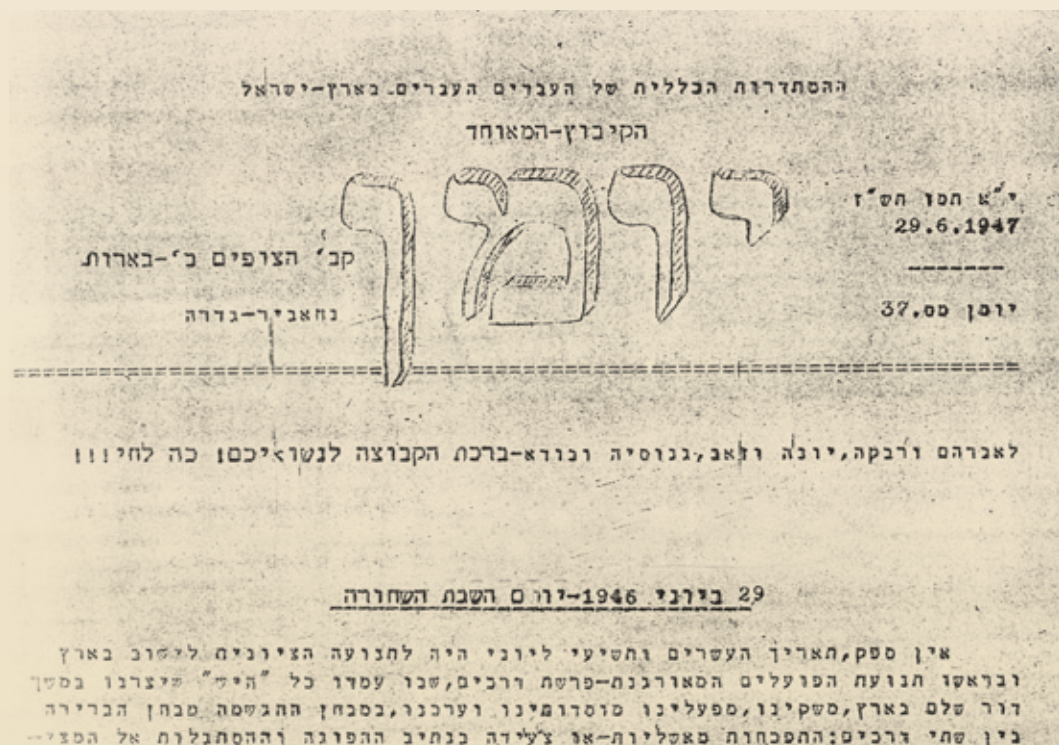 ההסתדרות הכללית של העברים העברים בארץ-ישראל
הקיבוץ-המאוחד
יומן
י"א תמוז תש"ז
29.6.1947
יומן מס.37
קב' הצופים ב'-בארות
נחאביר-גדרה
לאברהם ורבקה,יונה וזאב,גנוסיה ונודא-ברכת הקבוצה לנשואיכם! כה לחי!!!
29 ביוני 1946-יום השבת השחורה
אין ספק,תאריך העשרים ותשיעי ליוני היה לתנועה הציונית לישוב בארץ
ובראשו תנועת הפועלים המאורגנת-פרשת דרכים,שבו עמדו כל "היש" שיצרנו במשך
דור שלם בארץ,משקינו,מפעלינו מוסדותינו וערכנו,במבחן ההגשמה מבחן הברירה
בין שתי דרכים:התפכחות מאשליות-או צעידה בנתיב התפוגה וההסתגלות אל המצי-